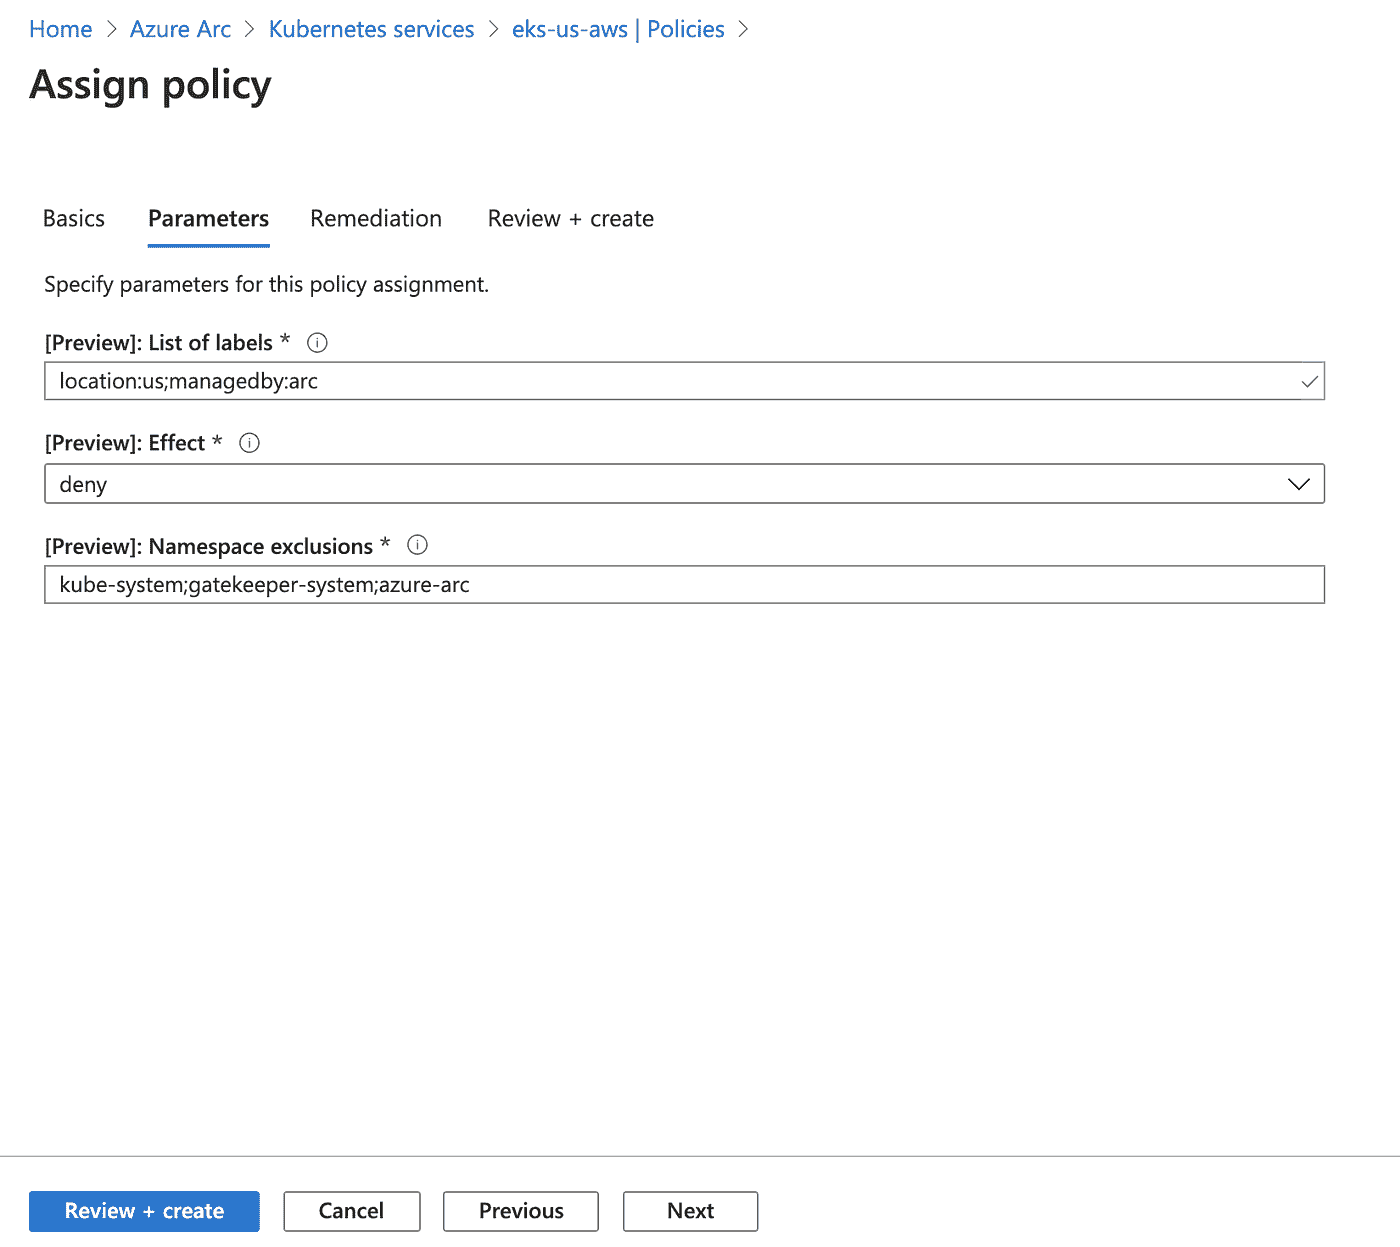 Home > Azure Arc > Kubernetes services > eks-us-aws | Policies >
Assign policy
Basics Parameters Remediation Review + create
Specify parameters for this policy assignment.
[Preview]: List of labels *
location:us;managedby:arc
[Preview]: Effect *
deny
[Preview]: Namespace exclusions *
kube-system;gatekeeper-system;azure-arc
Review + create Cancel Previous Next